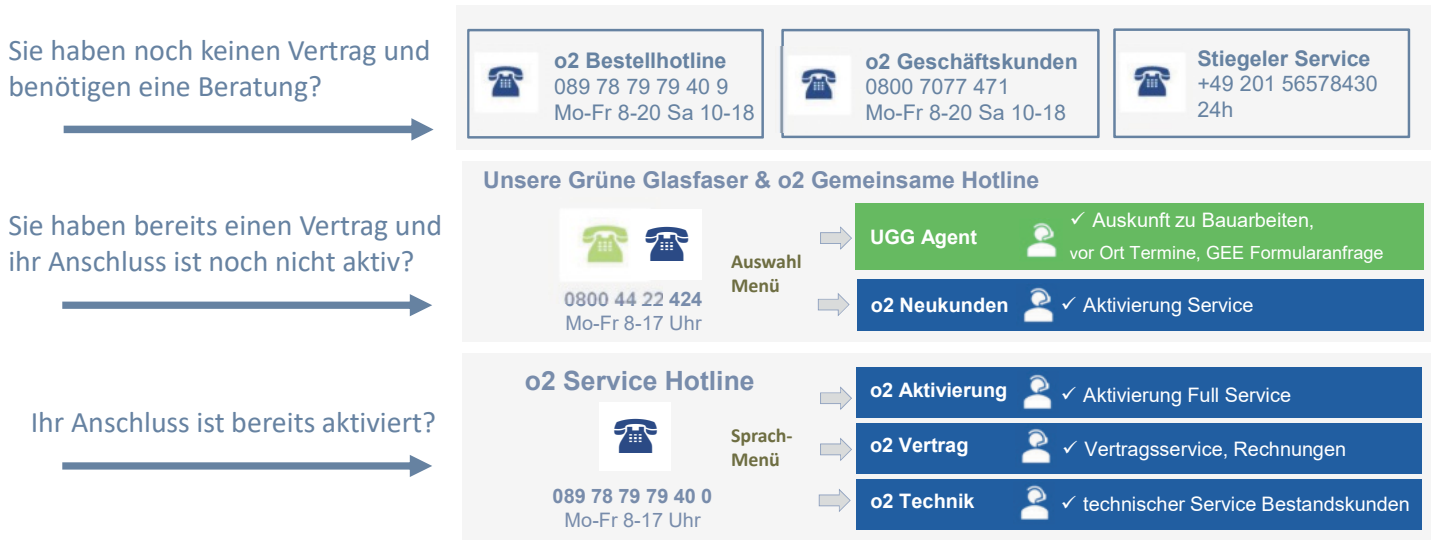 Sie haben noch keinen Vertrag und
benötigen eine Beratung?
o2 Bestellhotline
089 78 79 79 40 9
Mo-Fr 8-20 Sa 10-18
o2 Geschäftskunden
0800 7077 471
Mo-Fr 8-20 Sa 10-18
Stiegeler Service
+49 201 56578430
24h
Sie haben bereits einen Vertrag und
ihr Anschluss ist noch nicht aktiv?
Unsere Grüne Glasfaser & o2 Gemeinsame Hotline
0800 44 22 424
Mo-Fr 8-17 Uhr
Auswahl
Menü
UGG Agent
✓ Auskunft zu Bauarbeiten,
vor Ort Termine, GEE Formularanfrage
o2 Neukunden
✓ Aktivierung Service
Ihr Anschluss ist bereits aktiviert?
o2 Service Hotline
089 78 79 79 40 0
Mo-Fr 8-17 Uhr
Sprach-
Menü
o2 Aktivierung
✓ Aktivierung Full Service
o2 Vertrag
✓ Vertragsservice, Rechnungen
o2 Technik
✓ technischer Service Bestandskunden